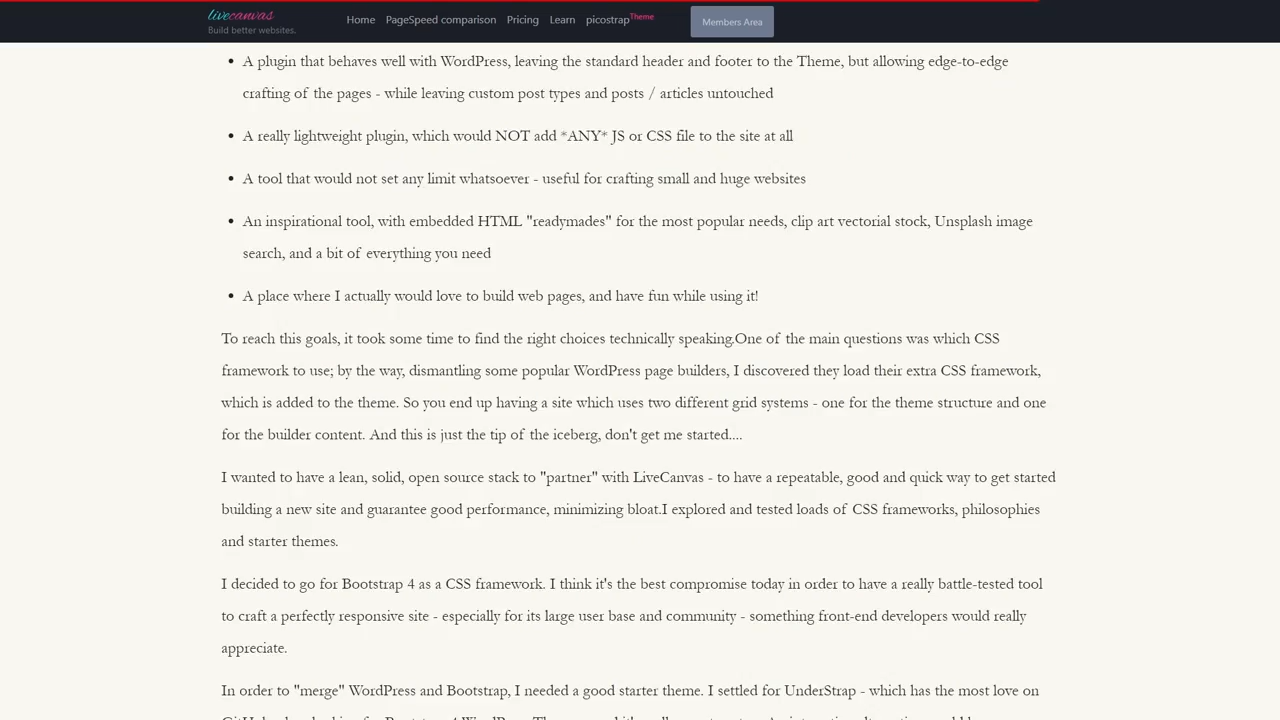 livecanvas
Build better websites.
Home PageSpeed comparison Pricing Learn picostrapTheme Members Area
A plugin that behaves well with WordPress, leaving the standard header and footer to the Theme, but allowing edge-to-edge
crafting of the pages - while leaving custom post types and posts / articles untouched
A really lightweight plugin, which would NOT add *ANY* JS or CSS file to the site at all
A tool that would not set any limit whatsoever - useful for crafting small and huge websites
An inspirational tool, with embedded HTML "readymades" for the most popular needs, clip art vectorial stock, Unsplash image
search, and a bit of everything you need
A place where I actually would love to build web pages, and have fun while using it!
To reach this goals, it took some time to find the right choices technically speaking.One of the main questions was which CSS
framework to use; by the way, dismantling some popular WordPress page builders, I discovered they load their extra CSS framework,
which is added to the theme. So you end up having a site which uses two different grid systems - one for the theme structure and one
for the builder content. And this is just the tip of the iceberg, don't get me started....
I wanted to have a lean, solid, open source stack to "partner" with LiveCanvas - to have a repeatable, good and quick way to get started
building a new site and guarantee good performance, minimizing bloat.I explored and tested loads of CSS frameworks, philosophies
and starter themes.
I decided to go for Bootstrap 4 as a CSS framework. I think it's the best compromise today in order to have a really battle-tested tool
to craft a perfectly responsive site - especially for its large user base and community - something front-end developers would really
appreciate.
In order to "merge" WordPress and Bootstrap, I needed a good starter theme. I settled for UnderStrap - which has the most love on